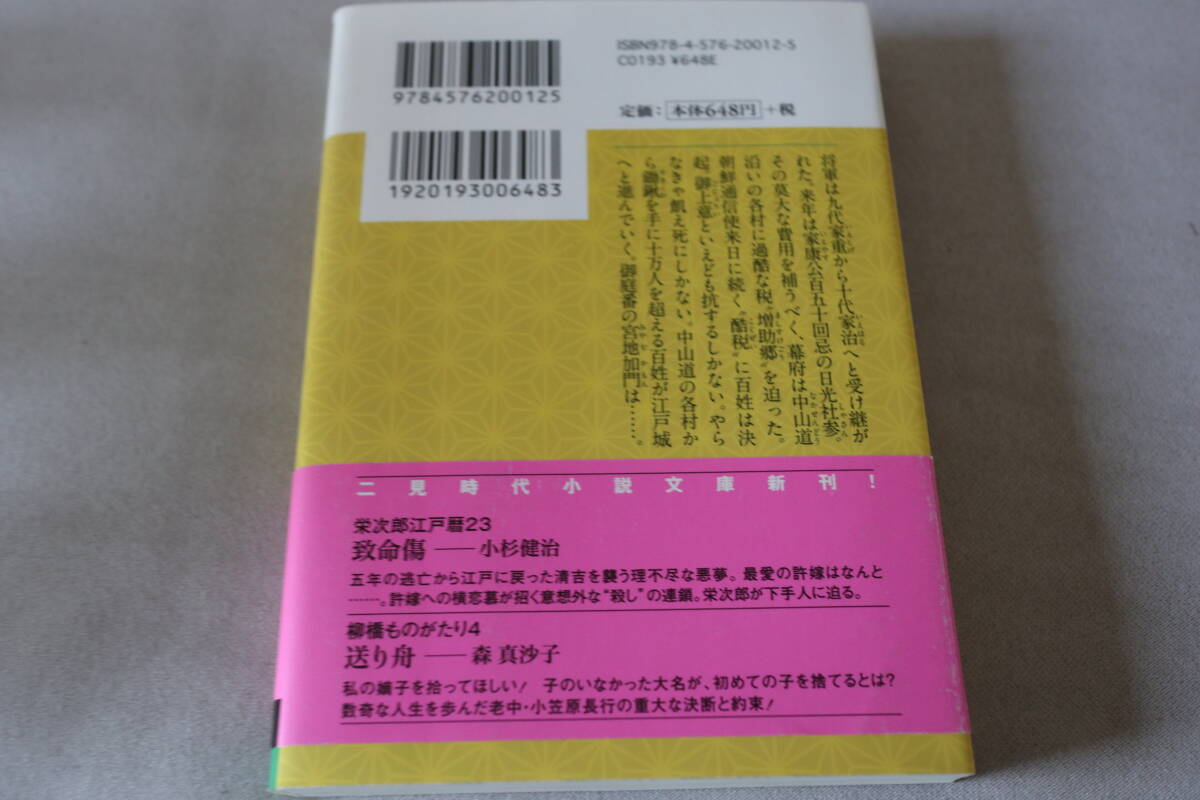 ISBN978-4-576-20012-5
C0193 ¥648E
9784576200125
定価：本体648円+税
1920193006483
将軍は九代家重から十代家治へと受け継が
れた。来年は家康公百五十回忌の日光社参。
その莫大な費用を補うべく、幕府は中山道
沿いの各村に過酷な税〝増助郷〟を迫った。
朝鮮通信使来日に続く〝酷税〟に百姓は決
起。御上意といえども抗するしかない。やら
なきゃ飢え死にしかない。中山道の各村か
ら鋤鍬を手に十万人を超える百姓が江戸城
へと進んでいく。御庭番の宮地加門は……。
二見時代小説文庫新刊！
栄次郎江戸暦23
致命傷──小杉健治
五年の逃亡から江戸に戻った清吉を襲う理不尽な悪夢。最愛の許嫁はなんと
……。許嫁への横恋慕が招く意想外な“殺し”の連鎖。栄次郎が下手人に迫る。
柳橋ものがたり4
送り舟──森 真沙子
私の嫡子を拾ってほしい！ 子のいなかった大名が、初めての子を捨てるとは？
数奇な人生を歩んだ老中・小笠原長行の重大な決断と約束！